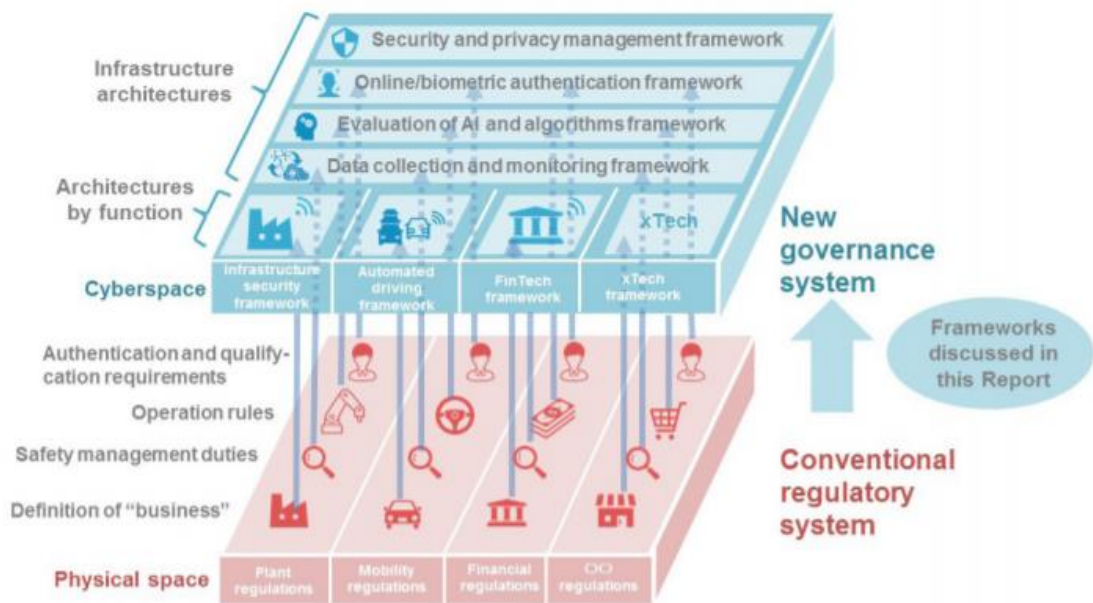 Infrastructure
architectures
Security and privacy management framework
Online/biometric authentication framework
Evaluation of AI and algorithms framework
Data collection and monitoring framework
Architectures
by function
xTech
Cyberspace
Infrastructure
security
framework
Automated
driving
framework
FinTech
framework
xTech
framework
New
governance
system
Frameworks
discussed in
this Report
Authentication and qualify-
cation requirements
Operation rules
Safety management duties
Definition of “business”
Conventional
regulatory
system
Physical space
Plant
regulations
Mobility
regulations
Financial
regulations
○○
regulations